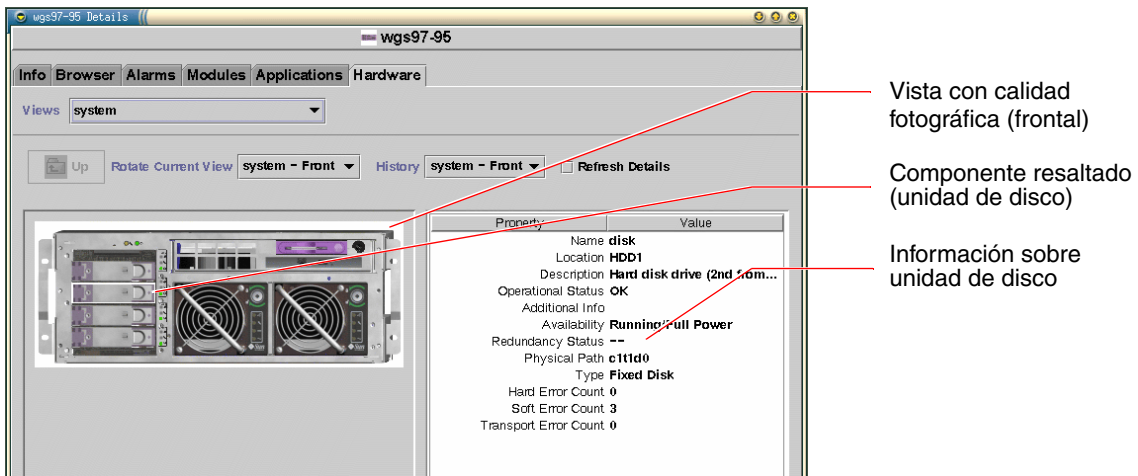 wgs97-95 Details
wgs97-95
Info Browser Alarms Modules Applications Hardware
Views system
Up Rotate Current View system - Front History system - Front Refresh Details
Property Value
Name disk
Location HDD1
Description Hard disk drive (2nd from...
Operational Status OK
Additional Info
Availability Running/Full Power
Redundancy Status --
Physical Path c1t1d0
Type Fixed Disk
Hard Error Count 0
Soft Error Count 3
Transport Error Count 0
Vista con calidad
fotográfica (frontal)
Componente resaltado
(unidad de disco)
Información sobre
unidad de disco